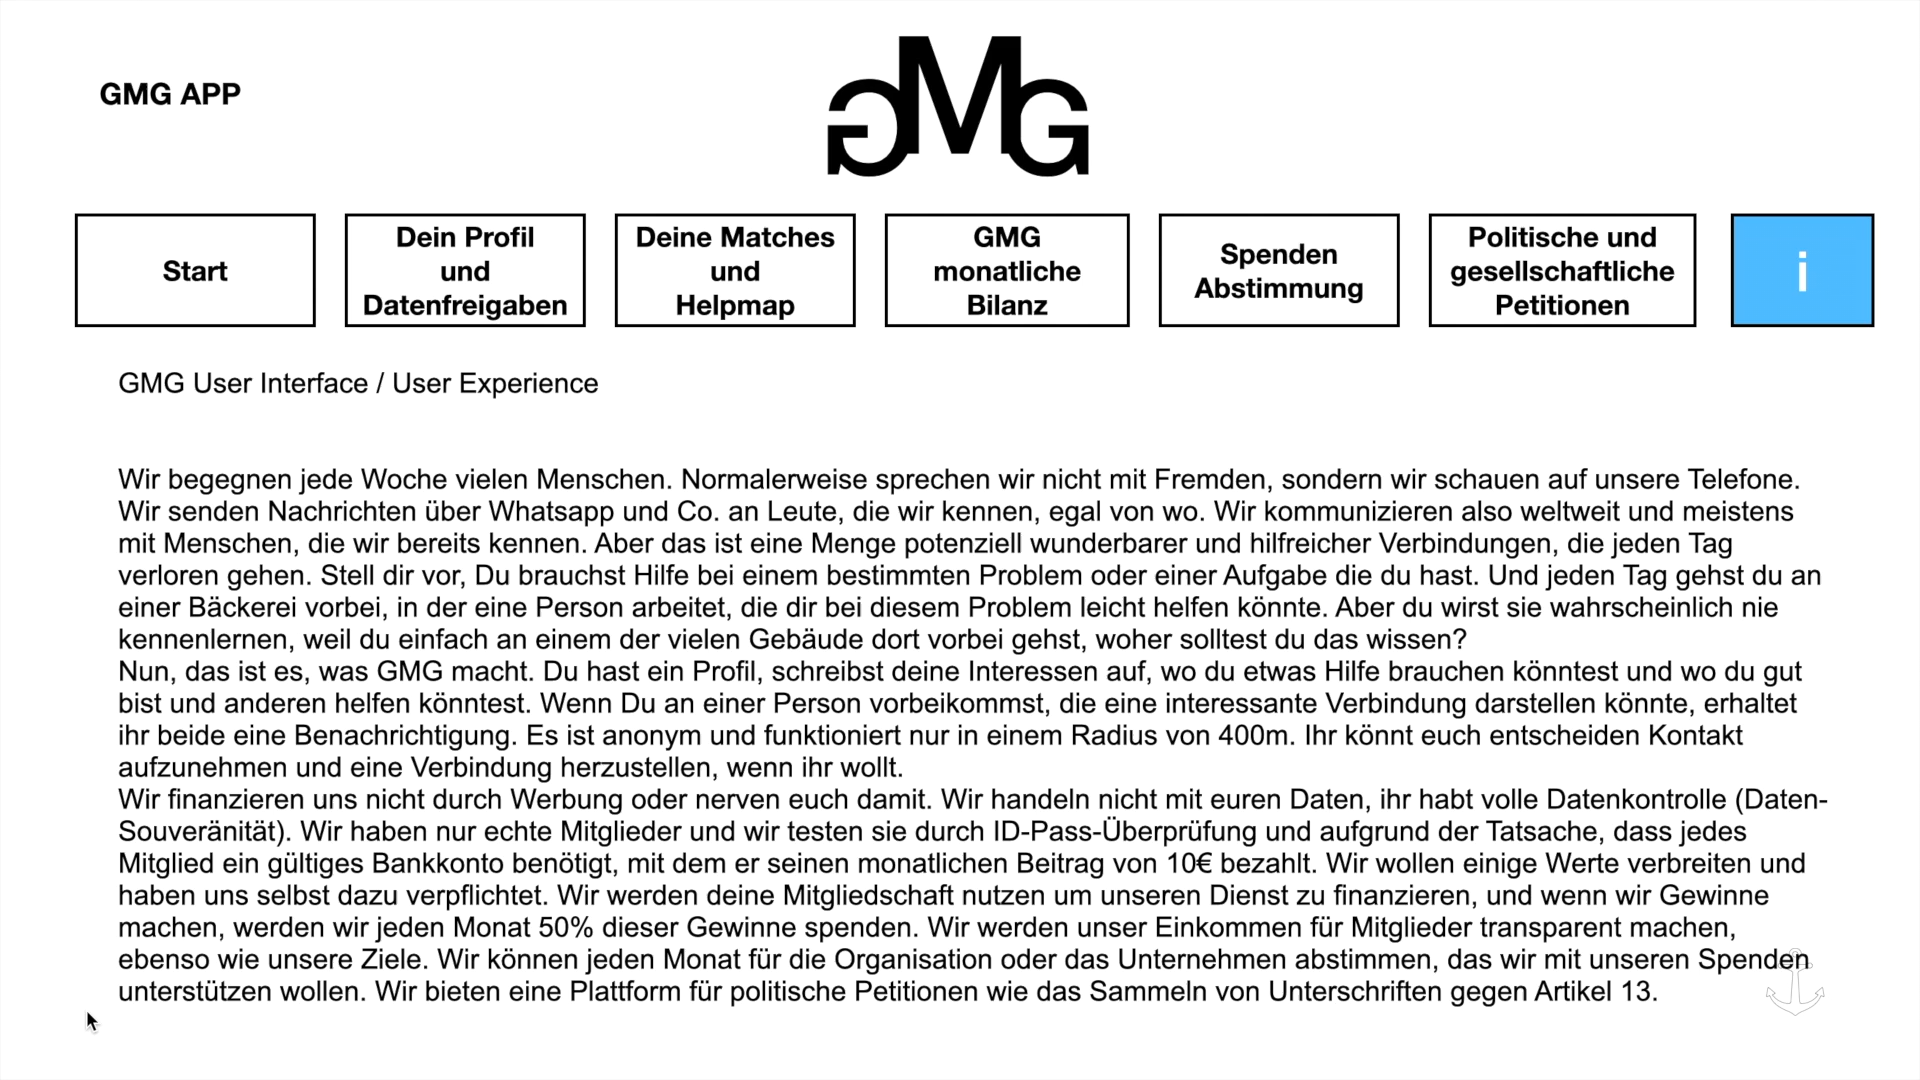 GMG APP
GMG
Start
Dein Profil
und
Datenfreigaben
Deine Matches
und
Helpmap
GMG
monatliche
Bilanz
Spenden
Abstimmung
Politische und
gesellschaftliche
Petitionen
i
GMG User Interface / User Experience
Wir begegnen jede Woche vielen Menschen. Normalerweise sprechen wir nicht mit Fremden, sondern wir schauen auf unsere Telefone.
Wir senden Nachrichten über Whatsapp und Co. an Leute, die wir kennen, egal von wo. Wir kommunizieren also weltweit und meistens
mit Menschen, die wir bereits kennen. Aber das ist eine Menge potenziell wunderbarer und hilfreicher Verbindungen, die jeden Tag
verloren gehen. Stell dir vor, Du brauchst Hilfe bei einem bestimmten Problem oder einer Aufgabe die du hast. Und jeden Tag gehst du an
einer Bäckerei vorbei, in der eine Person arbeitet, die dir bei diesem Problem leicht helfen könnte. Aber du wirst sie wahrscheinlich nie
kennenlernen, weil du einfach an einem der vielen Gebäude dort vorbei gehst, woher solltest du das wissen?
Nun, das ist es, was GMG macht. Du hast ein Profil, schreibst deine Interessen auf, wo du etwas Hilfe brauchen könntest und wo du gut
bist und anderen helfen könntest. Wenn Du an einer Person vorbeikommst, die eine interessante Verbindung darstellen könnte, erhaltet
ihr beide eine Benachrichtigung. Es ist anonym und funktioniert nur in einem Radius von 400m. Ihr könnt euch entscheiden Kontakt
aufzunehmen und eine Verbindung herzustellen, wenn ihr wollt.
Wir finanzieren uns nicht durch Werbung oder nerven euch damit. Wir handeln nicht mit euren Daten, ihr habt volle Datenkontrolle (Daten-
Souveränität). Wir haben nur echte Mitglieder und wir testen sie durch ID-Pass-Überprüfung und aufgrund der Tatsache, dass jedes
Mitglied ein gültiges Bankkonto benötigt, mit dem er seinen monatlichen Beitrag von 10€ bezahlt. Wir wollen einige Werte verbreiten und
haben uns selbst dazu verpflichtet. Wir werden deine Mitgliedschaft nutzen um unseren Dienst zu finanzieren, und wenn wir Gewinne
machen, werden wir jeden Monat 50% dieser Gewinne spenden. Wir werden unser Einkommen für Mitglieder transparent machen,
ebenso wie unsere Ziele. Wir können jeden Monat für die Organisation oder das Unternehmen abstimmen, das wir mit unseren Spenden
unterstützen wollen. Wir bieten eine Plattform für politische Petitionen wie das Sammeln von Unterschriften gegen Artikel 13.